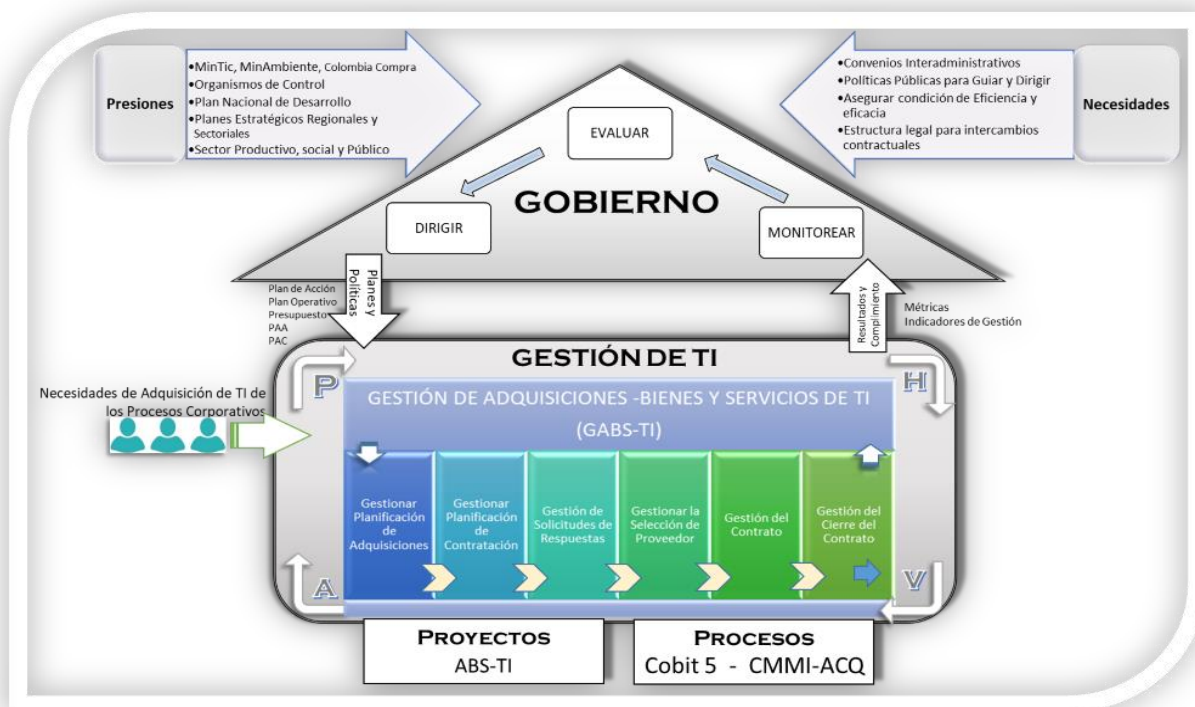 Presiones
•MinTic, MinAmbiente, Colombia Compra
•Organismos de Control
•Plan Nacional de Desarrollo
•Planes Estratégicos Regionales y
Sectoriales
•Sector Productivo, social y Público
•Convenios Interadministrativos
•Políticas Públicas para Guiar y Dirigir
•Asegurar condición de Eficiencia y
eficacia
•Estructura legal para intercambios
contractuales
Necesidades
EVALUAR
GOBIERNO
DIRIGIR
MONITOREAR
Plan de Acción
Plan Operativo
Presupuesto
PAA
PAC
Planes y
Políticas
Resultados y
Complimiento
Métricas
Indicadores de Gestión
GESTIÓN DE TI
P
H
Necesidades de Adquisición de TI de
los Procesos Corporativos
GESTIÓN DE ADQUISICIONES -BIENES Y SERVICIOS DE TI
(GABS-TI)
Gestionar
Planificación
de
Adquisiciones
Gestionar
Planificación
de
Contratación
Gestión de
Solicitudes de
Respuestas
Gestionar la
Selección de
Proveedor
Gestión del
Contrato
Gestión del
Cierre del
Contrato
A
V
PROYECTOS
ABS-TI
PROCESOS
Cobit 5 - CMMI-ACQ